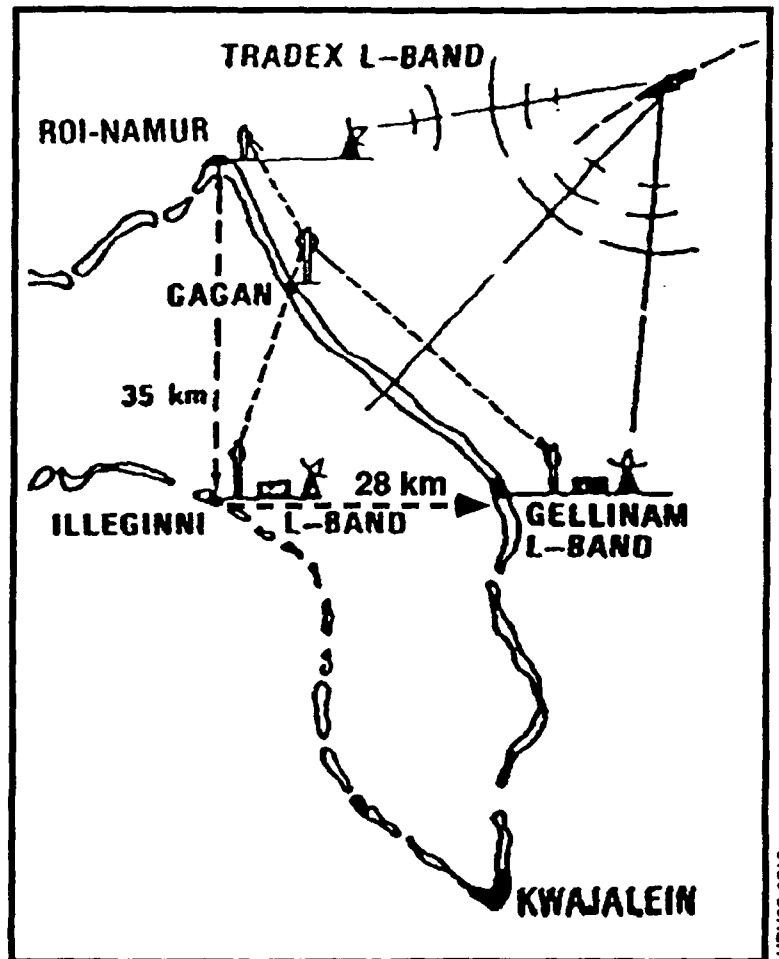 TRADEX L-BAND
ROI-NAMUR
GAGAN
35 km
28 km
ILLEGINNI
L-BAND
GELLINAM
L-BAND
KWAJALEIN